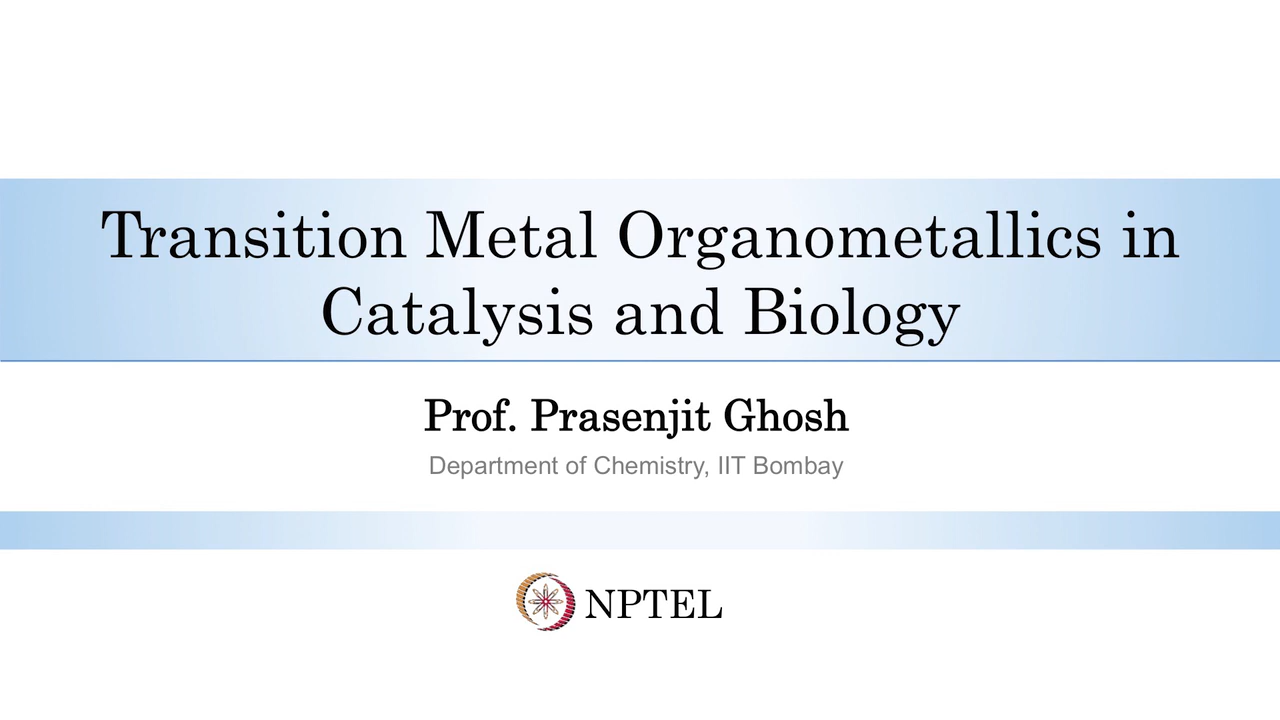 Transition Metal Organometallics in
Catalysis and Biology
Prof. Prasenjit Ghosh
Department of Chemistry, IIT Bombay
NPTEL